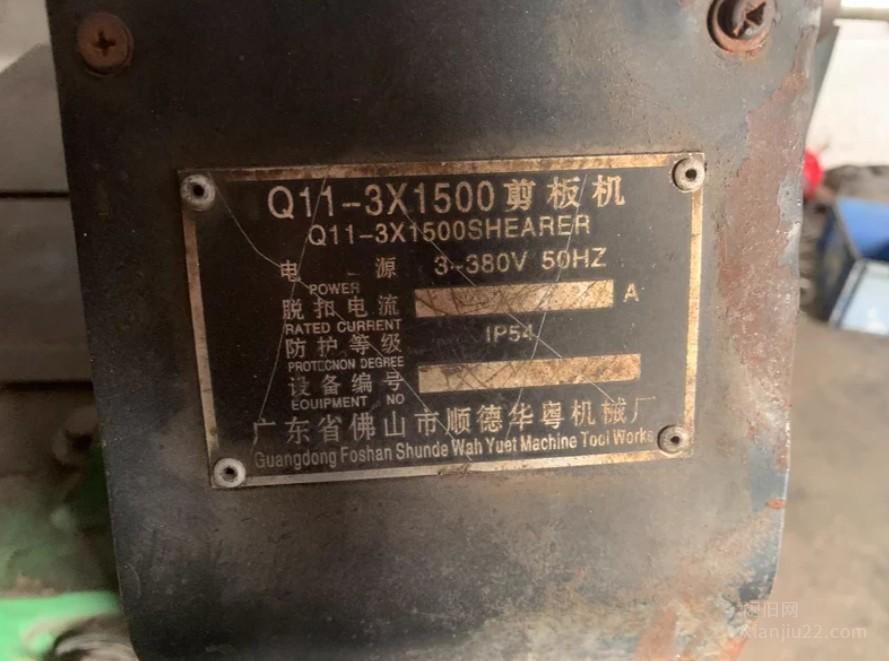 Q11-3X1500剪板机
Q11-3X1500SHEARER
电 源 3~380V 50HZ
POWER
脱扣电流 A
RATED CURRENT
防护等级 IP54
PROTECNON DEGREE
设备编号
EQUIPMENT NO
广东省佛山市顺德华粤机械厂
Guangdong Foshan Shunde Wah Yuet Machine Tool Works
xianjiu22.com